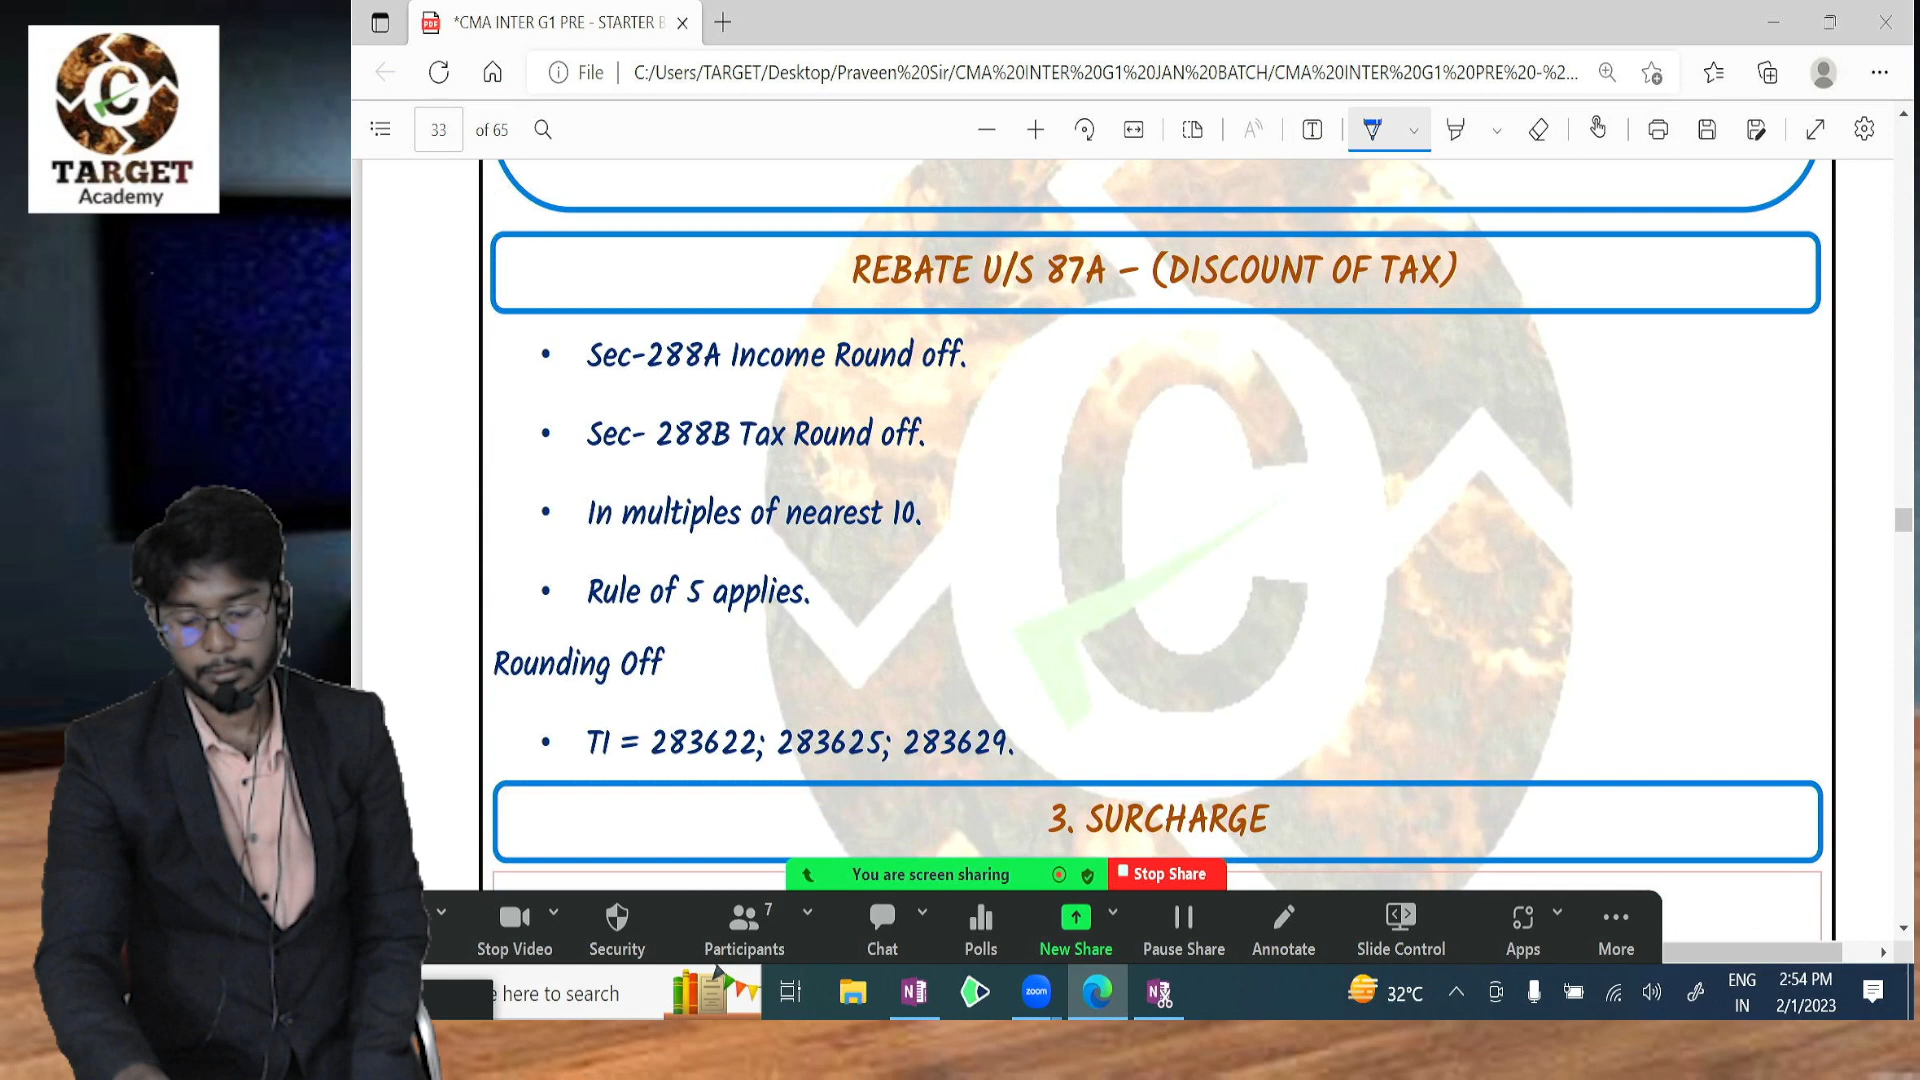 *CMA INTER G1 PRE - STARTER B
File
C:/Users/TARGET/Desktop/Praveen%20Sir/CMA%20INTER%20G1%20JAN%20BATCH/CMA%20INTER%20G1%20PRE%20-%2...
33 of 65
TARGET
Academy
REBATE U/S 87A – (DISCOUNT OF TAX)
• Sec-288A Income Round off.
• Sec- 288B Tax Round off.
• In multiples of nearest 10.
• Rule of 5 applies.
Rounding Off
• TI = 283622; 283625; 283629.
3. SURCHARGE
You are screen sharing
Stop Share
7
Stop Video
Security
Participants
Chat
Polls
New Share
Pause Share
Annotate
Slide Control
Apps
More
e here to search
zoom
32°C
ENG
IN
2:54 PM
2/1/2023